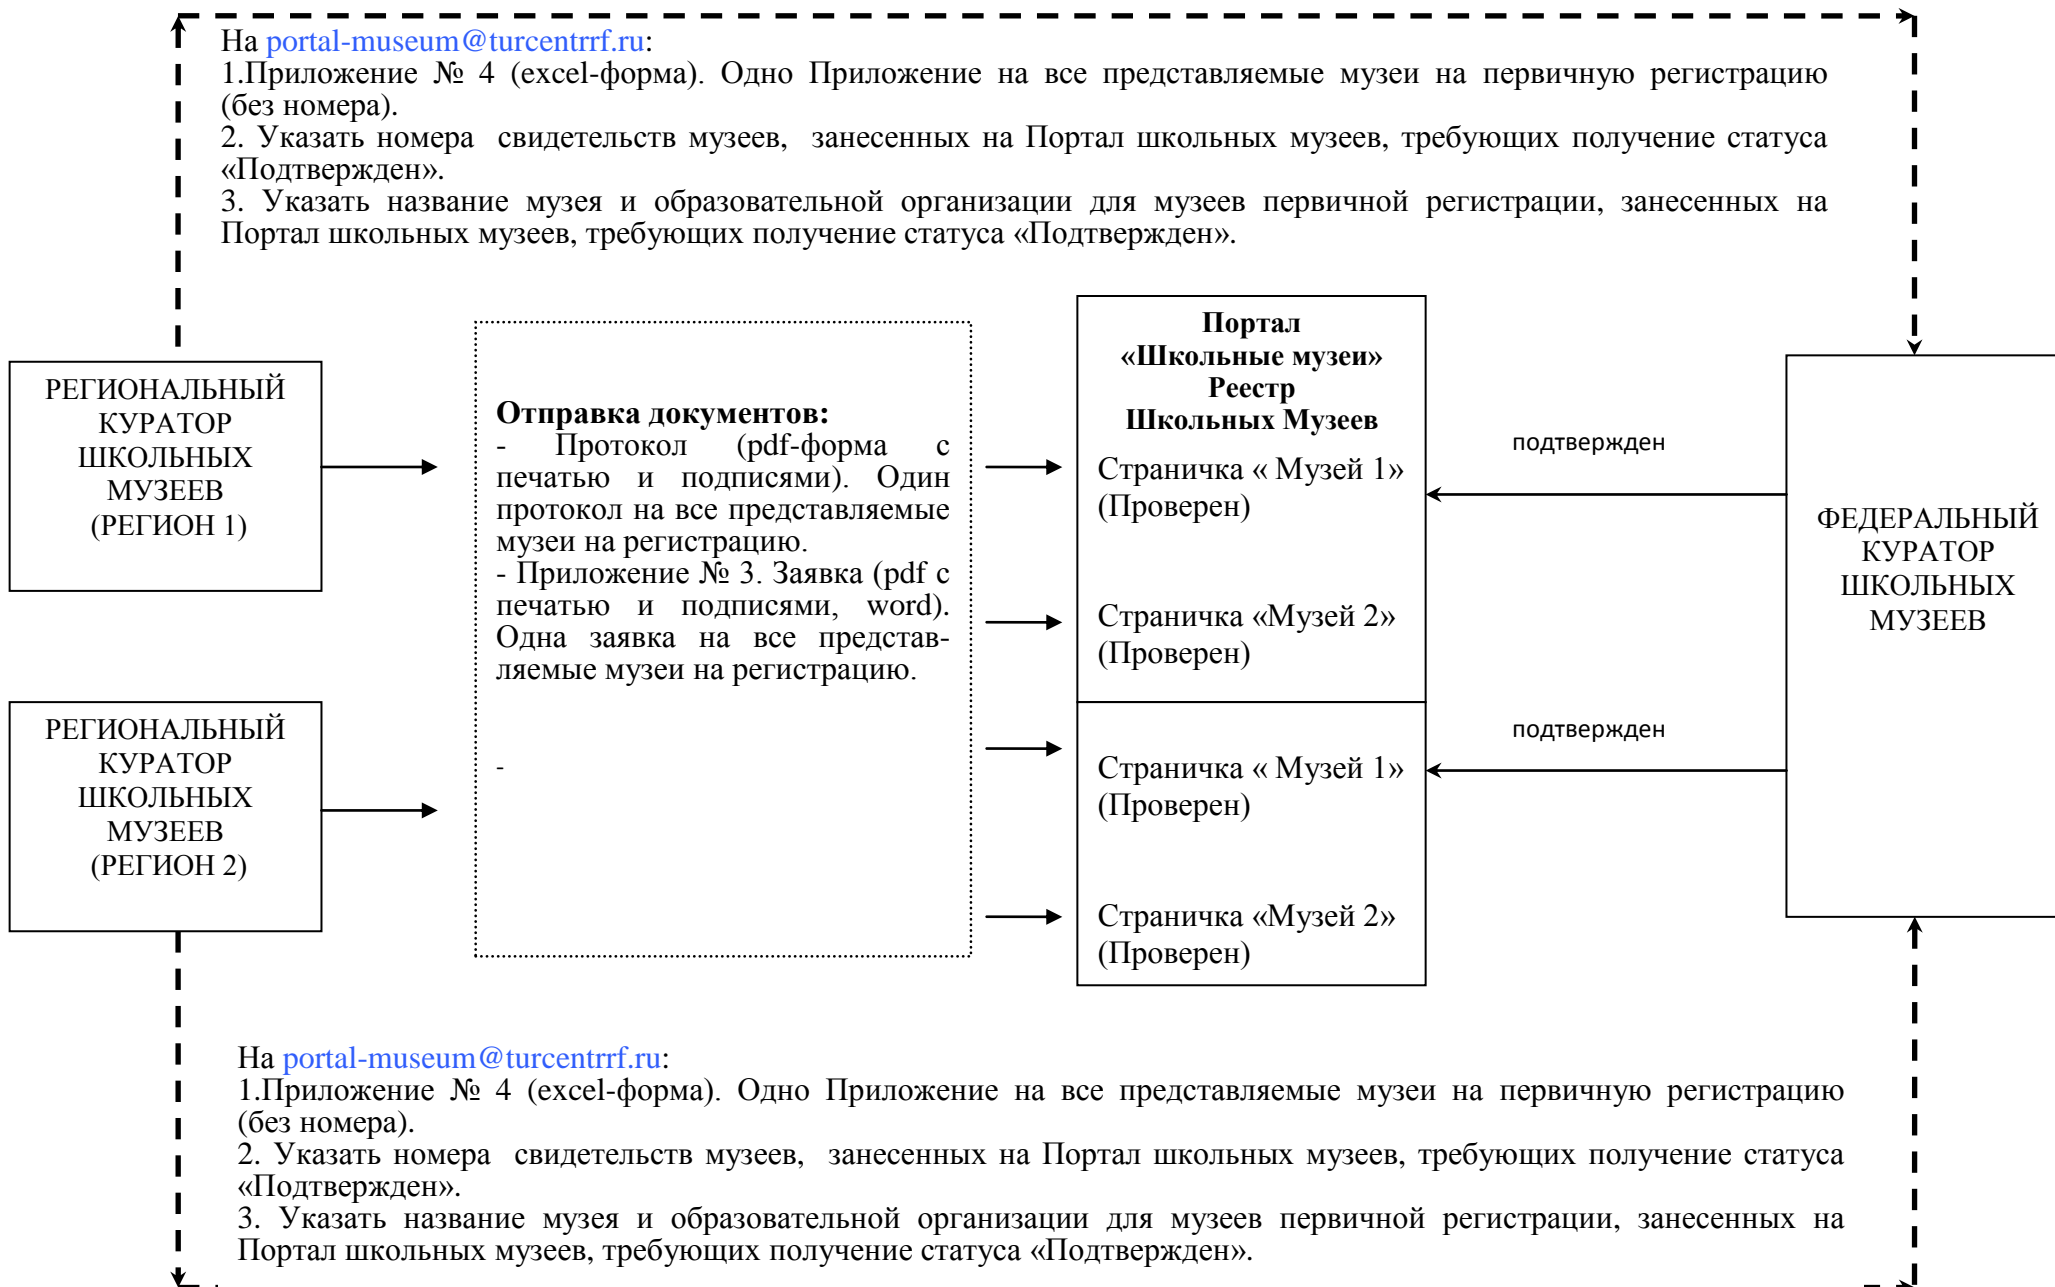 На portal-museum@turcentrrf.ru:
1.Приложение № 4 (excel-форма). Одно Приложение на все представляемые музеи на первичную регистрацию
(без номера).
2. Указать номера свидетельств музеев, занесенных на Портал школьных музеев, требующих получение статуса
«Подтвержден».
3. Указать название музея и образовательной организации для музеев первичной регистрации, занесенных на
Портал школьных музеев, требующих получение статуса «Подтвержден».
РЕГИОНАЛЬНЫЙ
КУРАТОР
ШКОЛЬНЫХ
МУЗЕЕВ
(РЕГИОН 1)
РЕГИОНАЛЬНЫЙ
КУРАТОР
ШКОЛЬНЫХ
МУЗЕЕВ
(РЕГИОН 2)
Отправка документов:
- Протокол (pdf-форма с
печатью и подписями). Один
протокол на все представляемые
музеи на регистрацию.
- Приложение № 3. Заявка (pdf с
печатью и подписями, word).
Одна заявка на все представ-
ляемые музеи на регистрацию.
-
Портал
«Школьные музеи»
Реестр
Школьных Музеев
Страничка « Музей 1»
(Проверен)
Страничка «Музей 2»
(Проверен)
Страничка « Музей 1»
(Проверен)
Страничка «Музей 2»
(Проверен)
подтвержден
подтвержден
ФЕДЕРАЛЬНЫЙ
КУРАТОР
ШКОЛЬНЫХ
МУЗЕЕВ
На portal-museum@turcentrrf.ru:
1.Приложение № 4 (excel-форма). Одно Приложение на все представляемые музеи на первичную регистрацию
(без номера).
2. Указать номера свидетельств музеев, занесенных на Портал школьных музеев, требующих получение статуса
«Подтвержден».
3. Указать название музея и образовательной организации для музеев первичной регистрации, занесенных на
Портал школьных музеев, требующих получение статуса «Подтвержден».